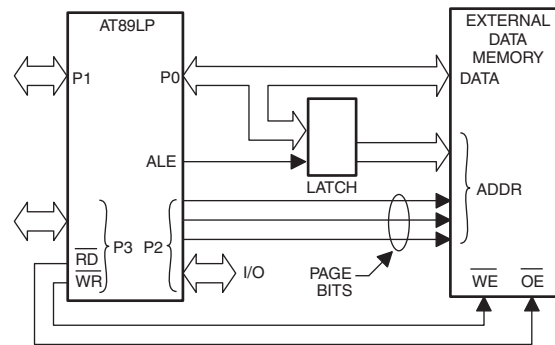 AT89LP
EXTERNAL
DATA
MEMORY
P1
P0
DATA
ALE
LATCH
ADDR
P3
P2
RD
WR
I/O
PAGE
BITS
WE
OE